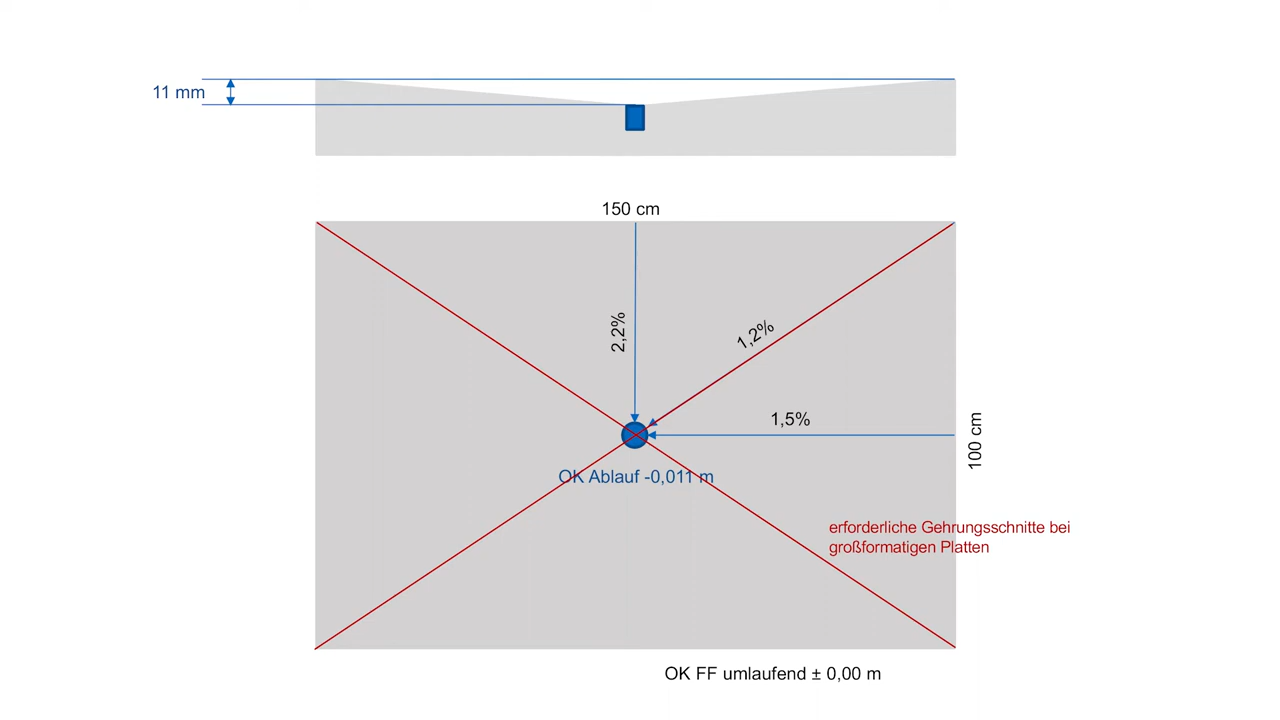 11 mm
150 cm
2,2%
1,2%
1,5%
100 cm
OK Ablauf -0,011 m
erforderliche Gehrungsschnitte bei
großformatigen Platten
OK FF umlaufend ± 0,00 m